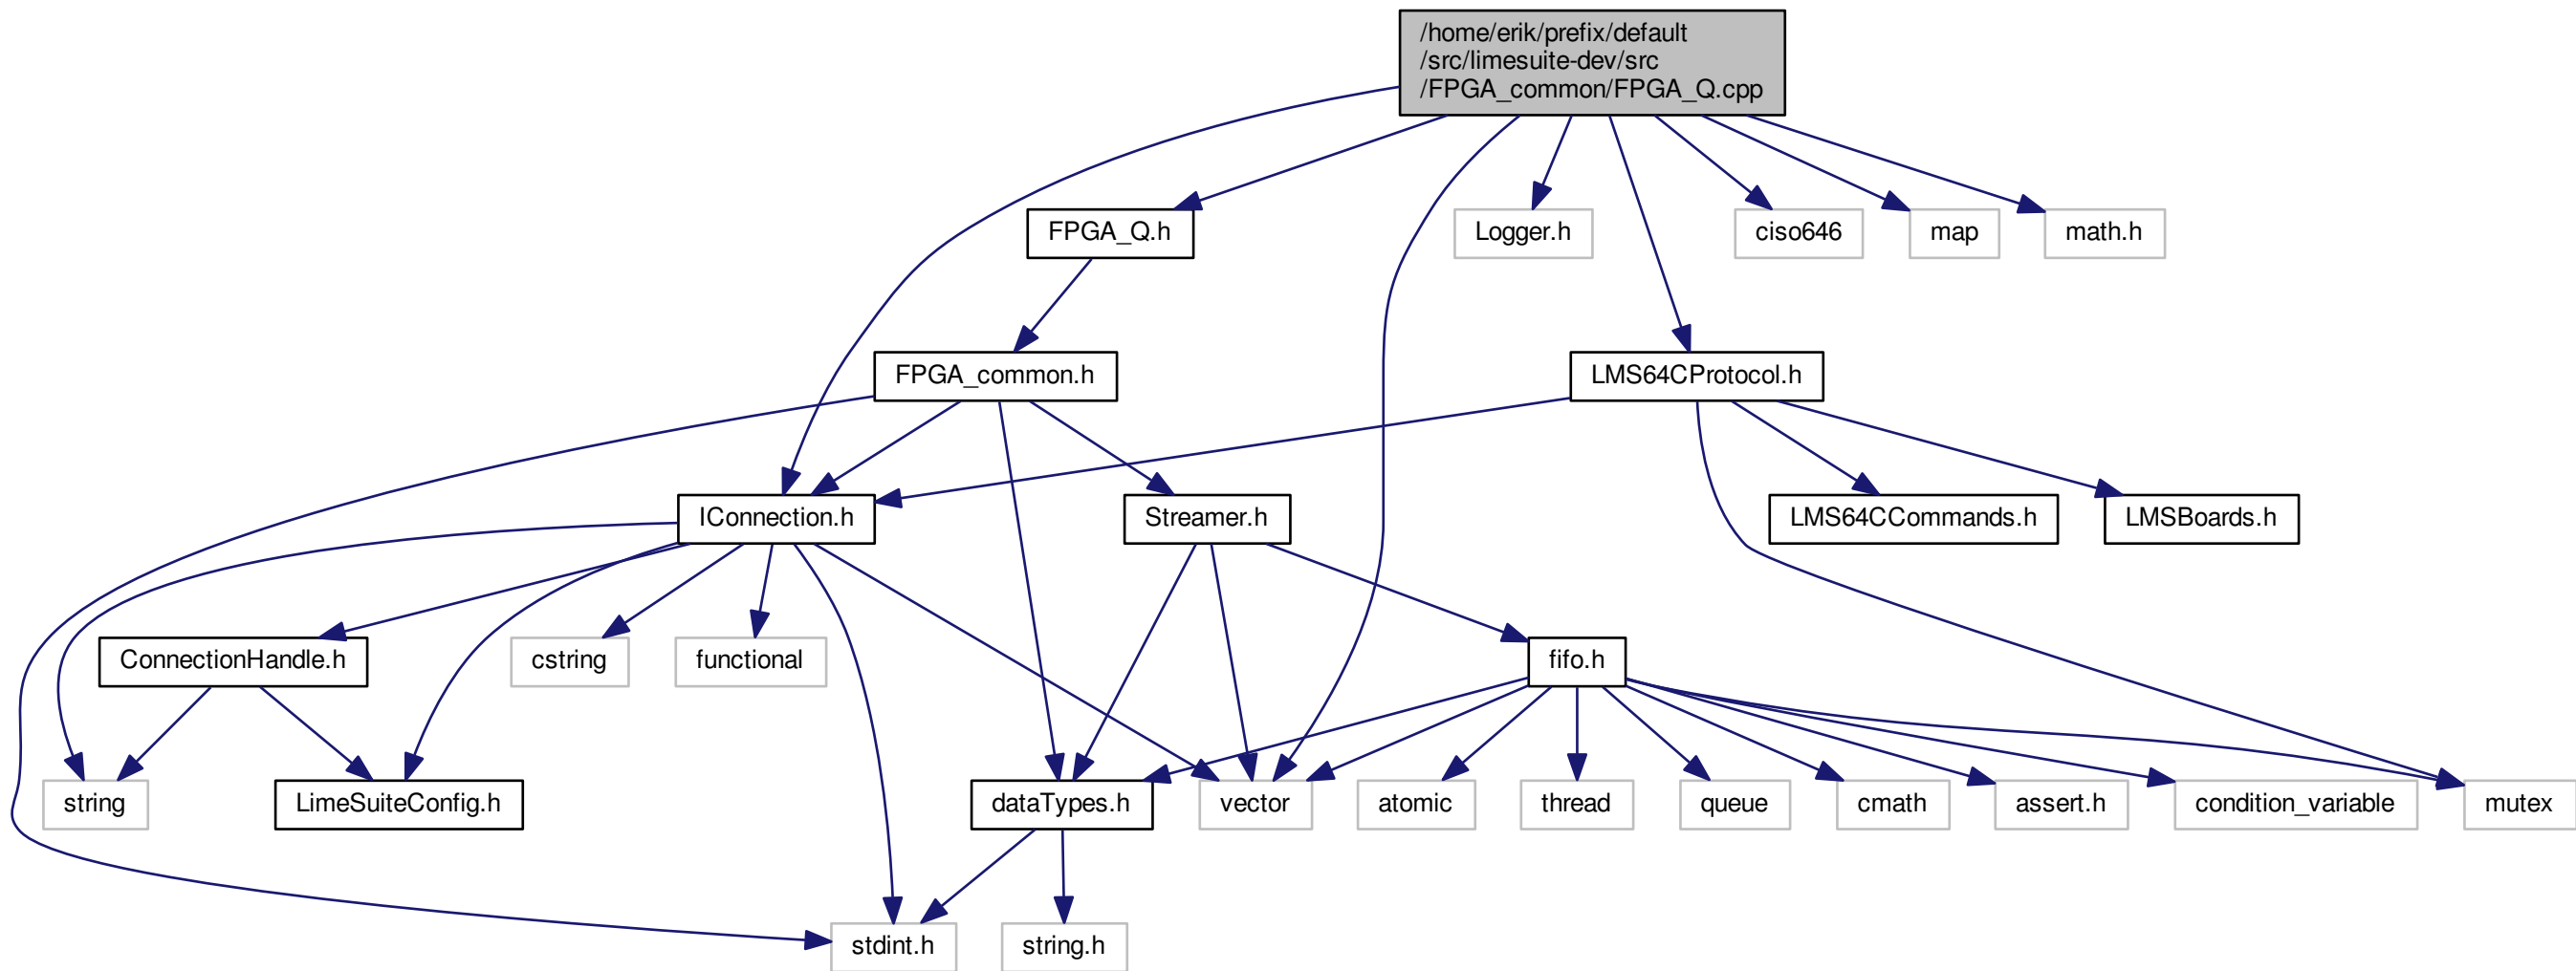 /home/erik/prefix/default
/src/limesuite-dev/src
/FPGA_common/FPGA_Q.cpp
FPGA_Q.h
Logger.h
ciso646
map
math.h
FPGA_common.h
LMS64CProtocol.h
IConnection.h
Streamer.h
LMS64CCommands.h
LMSBoards.h
ConnectionHandle.h
cstring
functional
fifo.h
string
LimeSuiteConfig.h
dataTypes.h
vector
atomic
thread
queue
cmath
assert.h
condition_variable
mutex
stdint.h
string.h